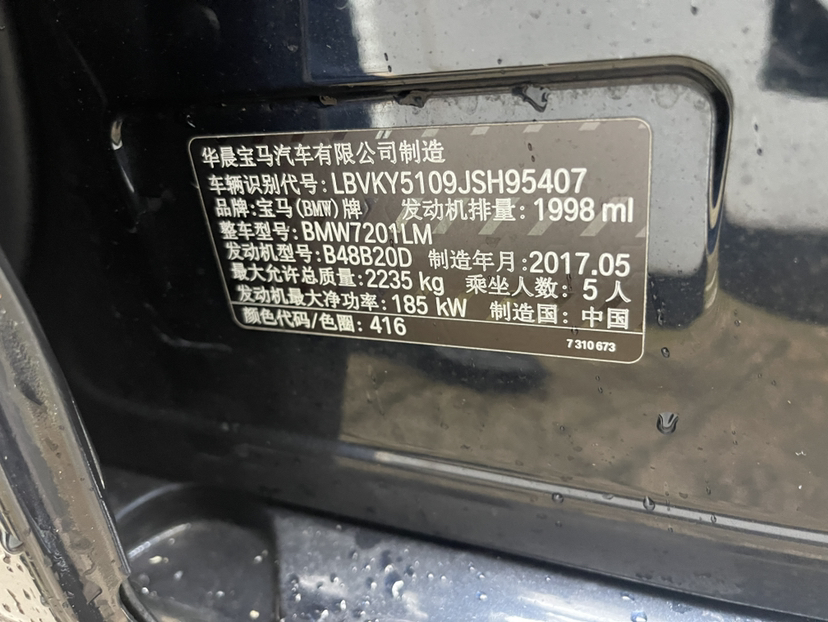 华晨宝马汽车有限公司制造
车辆识别代号: LBVKY5109JSH95407
品牌: 宝马(BMW)牌 发动机排量: 1998 ml
整车型号: BMW7201LM
发动机型号: B48B20D 制造年月: 2017.05
最大允许总质量: 2235 kg 乘坐人数: 5 人
发动机最大净功率: 185 kW 制造国: 中国
颜色代码/色圈: 416
7 310 673